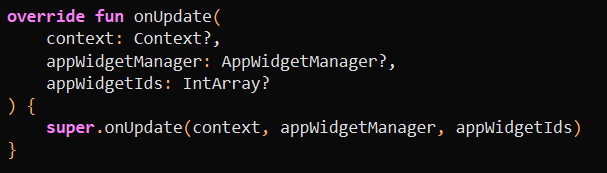 override fun onUpdate(
    context: Context?,
    appWidgetManager: AppWidgetManager?,
    appWidgetIds: IntArray?
) {
    super.onUpdate(context, appWidgetManager, appWidgetIds)
}